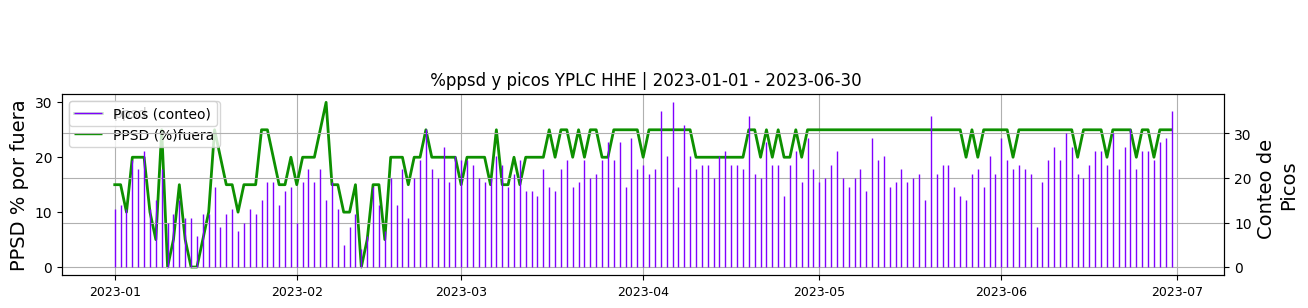 %ppsd y picos YPLC HHE | 2023-01-01 - 2023-06-30
PPSD % por fuera
30
20
10
0
Picos (conteo)
PPSD (%)fuera
30
20
10
0
Conteo de
Picos
2023-01
2023-02
2023-03
2023-04
2023-05
2023-06
2023-07